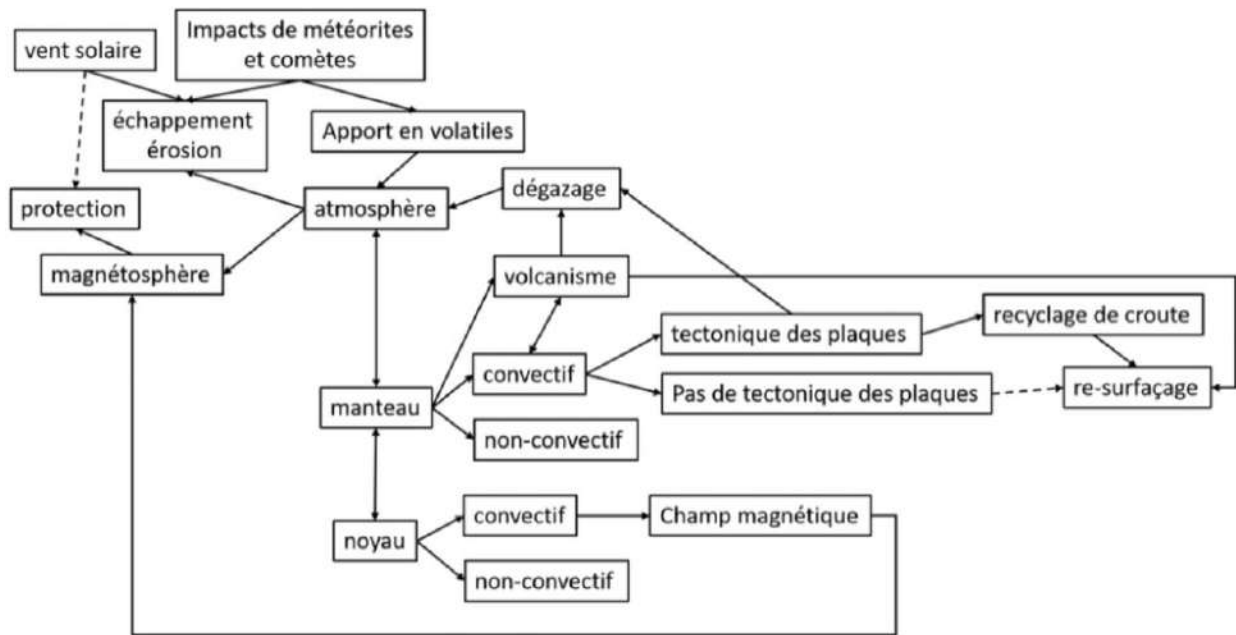 vent solaire
Impacts de météorites
et comètes
échappement
érosion
Apport en volatiles
dégazage
protection
atmosphère
magnétosphère
volcanisme
recyclage de croute
tectonique des plaques
convectif
Pas de tectonique des plaques
re-surfaçage
manteau
non-convectif
convectif
Champ magnétique
noyau
non-convectif